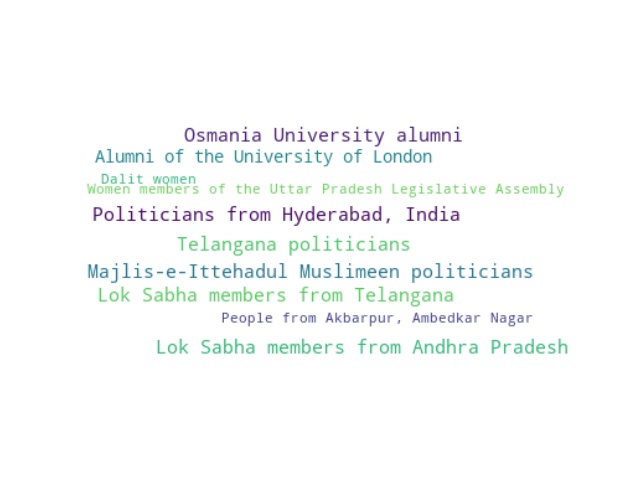 Osmania University alumni
Alumni of the University of London
Dalit women
Women members of the Uttar Pradesh Legislative Assembly
Politicians from Hyderabad, India
Telangana politicians
Majlis-e-Ittehadul Muslimeen politicians
Lok Sabha members from Telangana
People from Akbarpur, Ambedkar Nagar
Lok Sabha members from Andhra Pradesh